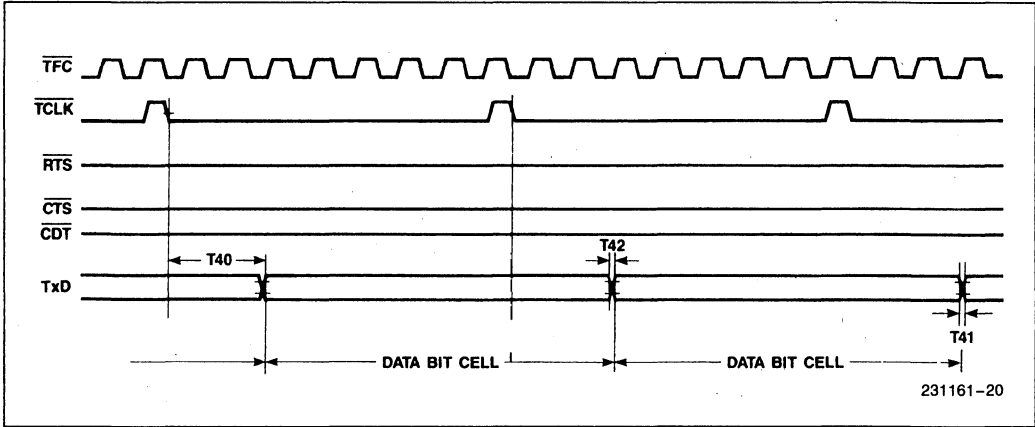 TFC
TCLK
RTS
CTS
CDT
T42
T40
TxD
T41
DATA BIT CELL DATA BIT CELL
231161-20